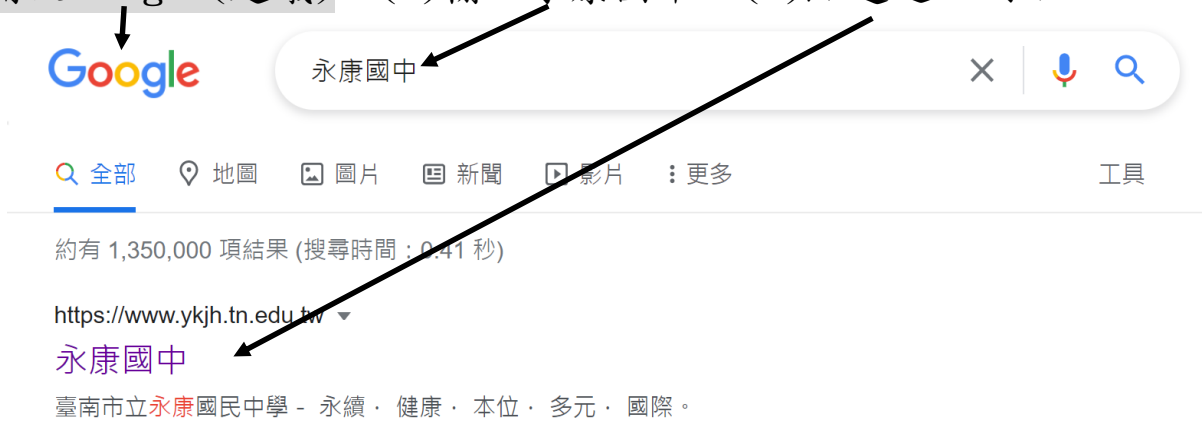 Google 永康國中
全部 地圖 圖片 新聞 影片 更多 工具
約有 1,350,000 項結果 (搜尋時間：0.41 秒)
https://www.ykjh.tn.edu.tw
永康國中
臺南市立永康國民中學 - 永續 · 健康 · 本位 · 多元 · 國際。